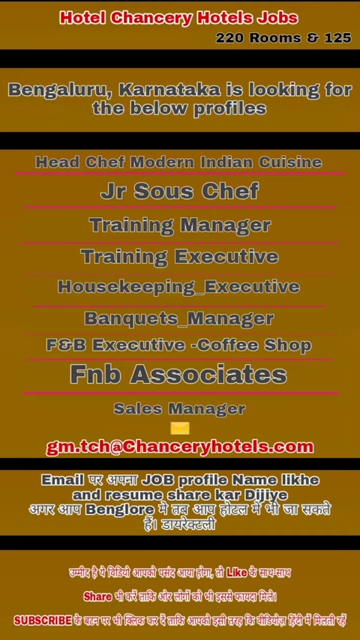 Hotel Chancery Hotels Jobs
220 Rooms & 125
Bengaluru, Karnataka is looking for
the below profiles
Head Chef Modern Indian Cuisine
Jr Sous Chef
Training Manager
Training Executive
Housekeeping_Executive
Banquets_Manager
F&B Executive -Coffee Shop
Fnb Associates
Sales Manager
gm.tch@Chanceryhotels.com
Email पर अपना JOB profile Name likhe
and resume share kar Dijiye
अगर आप Benglore मे तब आप होटल में भी जा सकते
हैं। डायरेक्टली
उम्मीद है ये विडियो आपको पसंद आया होगा, तो Like के साथ-साथ
Share भी करें ताकि और लोगों को भी इससे फायदा मिले।
SUBSCRIBE के बटन पर भी क्लिक कर दें ताकि आपको इसी तरह कि वीडियोज़ हिंदी में मिलती रहें